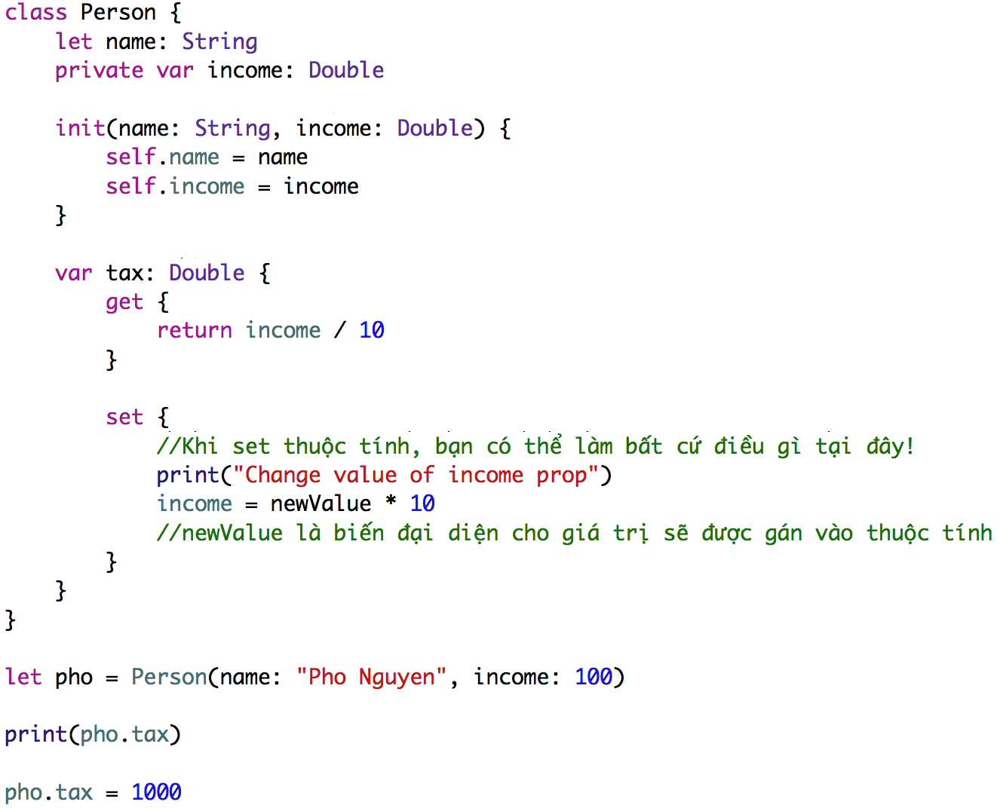 class Person {
    let name: String
    private var income: Double
    init(name: String, income: Double) {
        self.name = name
        self.income = income
    }
    var tax: Double {
        get {
            return income / 10
        }
        set {
            //Khi set thuộc tính, bạn có thể làm bất cứ điều gì tại đây!
            print("Change value of income prop")
            income = newValue * 10
            //newValue là biến đại diện cho giá trị sẽ được gán vào thuộc tính
        }
    }
}
let pho = Person(name: "Pho Nguyen", income: 100)
print(pho.tax)
pho.tax = 1000